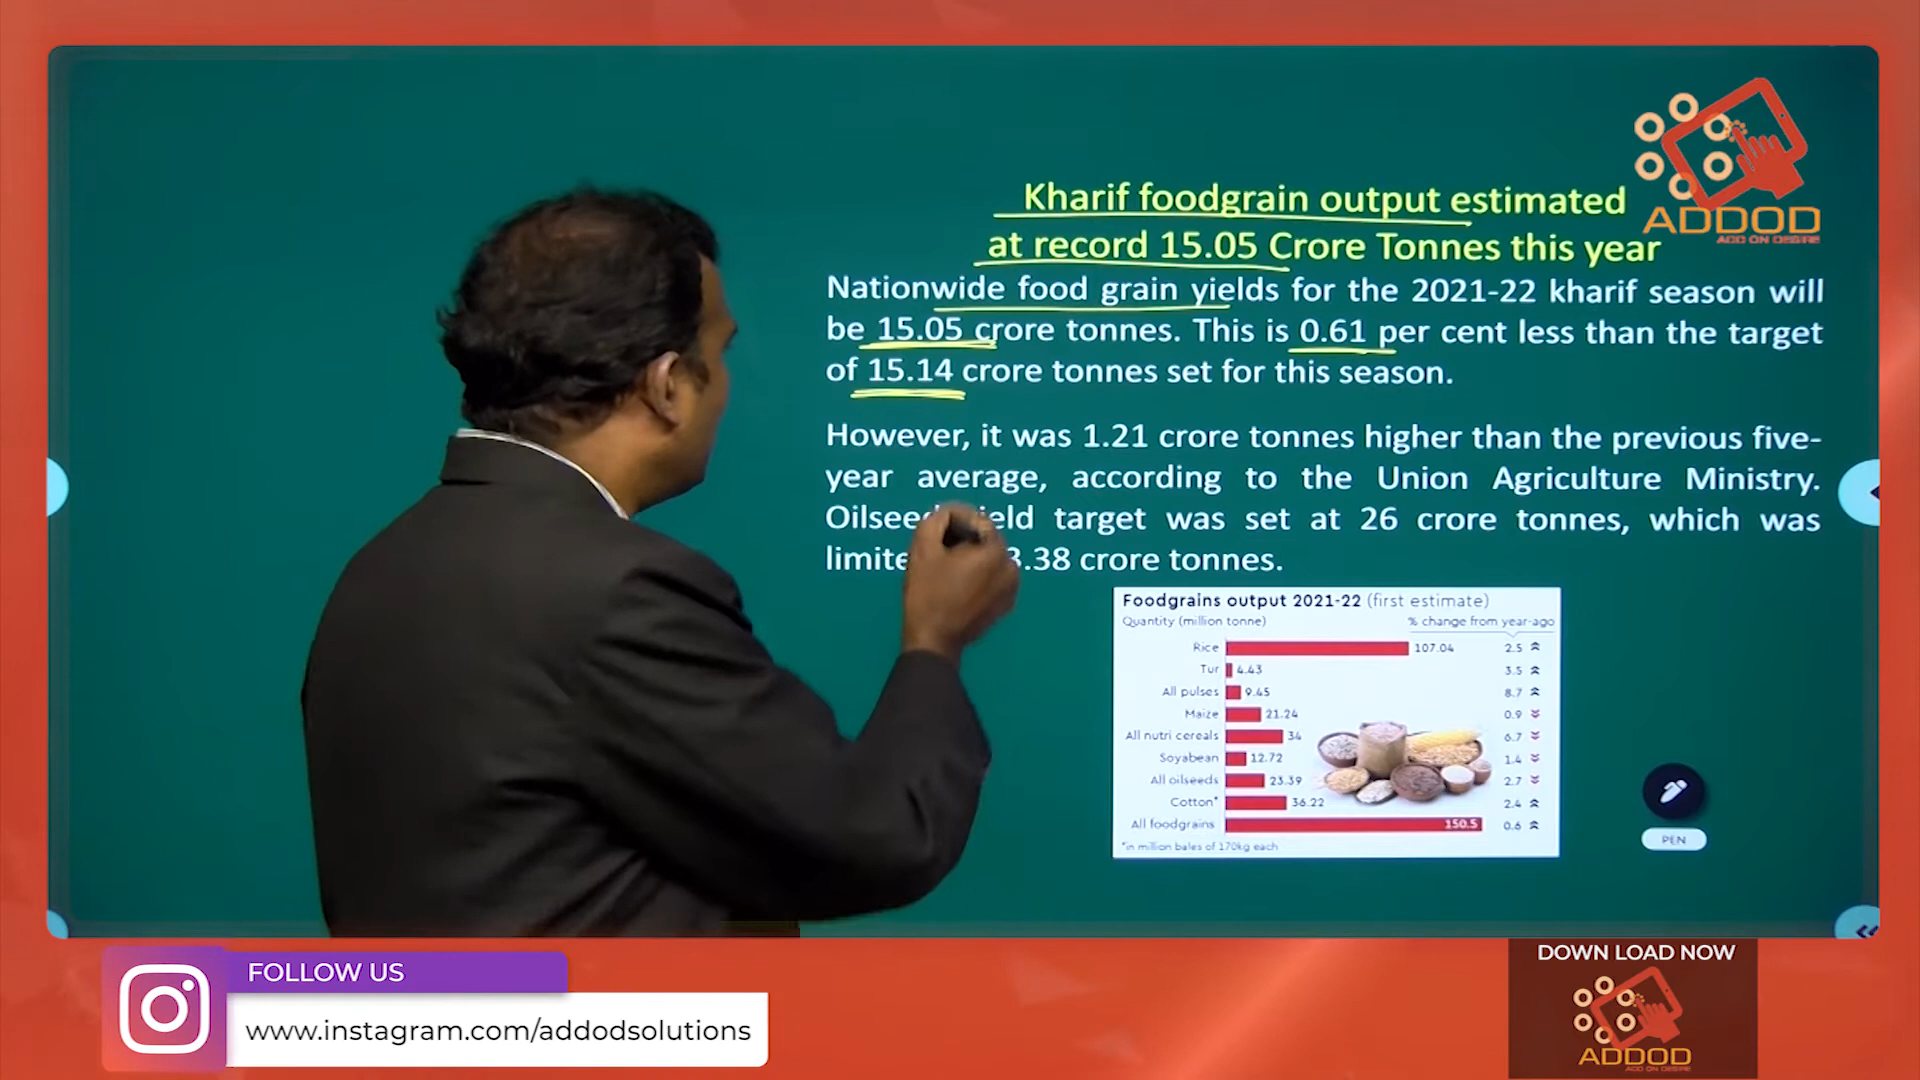 ADDOD
ADD ON DESIRE
Kharif foodgrain output estimated
at record 15.05 Crore Tonnes this year
Nationwide food grain yields for the 2021-22 kharif season will
be 15.05 crore tonnes. This is 0.61 per cent less than the target
of 15.14 crore tonnes set for this season.
However, it was 1.21 crore tonnes higher than the previous five-
year average, according to the Union Agriculture Ministry.
target was set at 26 crore tonnes, which was
crore tonnes.
Foodgrains output 2021-22 (first estimate)
Quantity (million tonne) % change from year-ago
Rice 107.04 2.5
Tur 4.43 3.5
All pulses 9.45 8.7
Maize 21.24 0.9
All nutri cereals 34 6.7
Soyabean 12.72 1.4
All oilseeds 23.39 2.7
Cotton* 36.22 2.4
All foodgrains 150.5 0.6
*in million bales of 170kg each
PEN
FOLLOW US
www.instagram.com/addodsolutions
DOWN LOAD NOW
ADDOD
ADD ON DESIRE